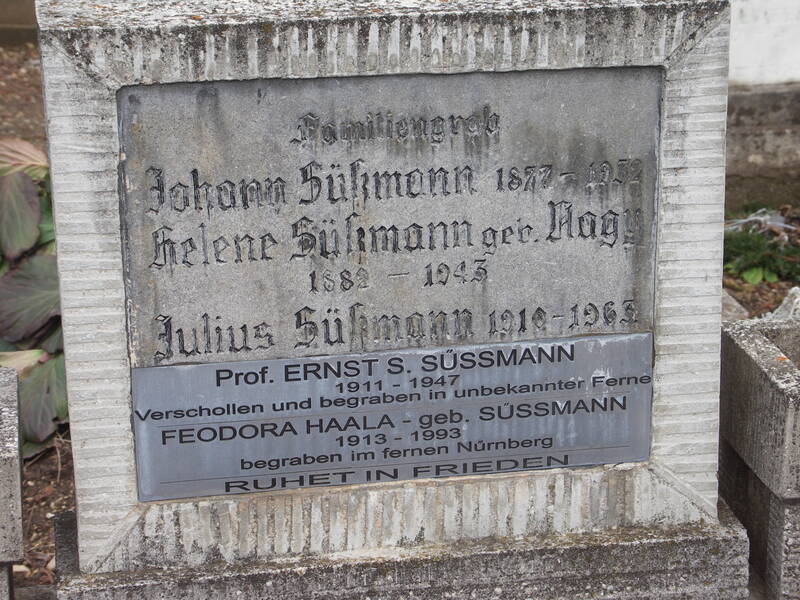 Familiengrab
Johann Süßmann 1877 - 1952
Helene Süßmann geb. Nagy
1882 - 1943
Julius Süßmann 1910 - 1963
Prof. ERNST S. SÜSSMANN
1911 - 1947
Verschollen und begraben in unbekannter Ferne
FEODORA HAALA - geb. SÜSSMANN
1913 - 1993
begraben im fernen Nürnberg
RUHET IN FRIEDEN